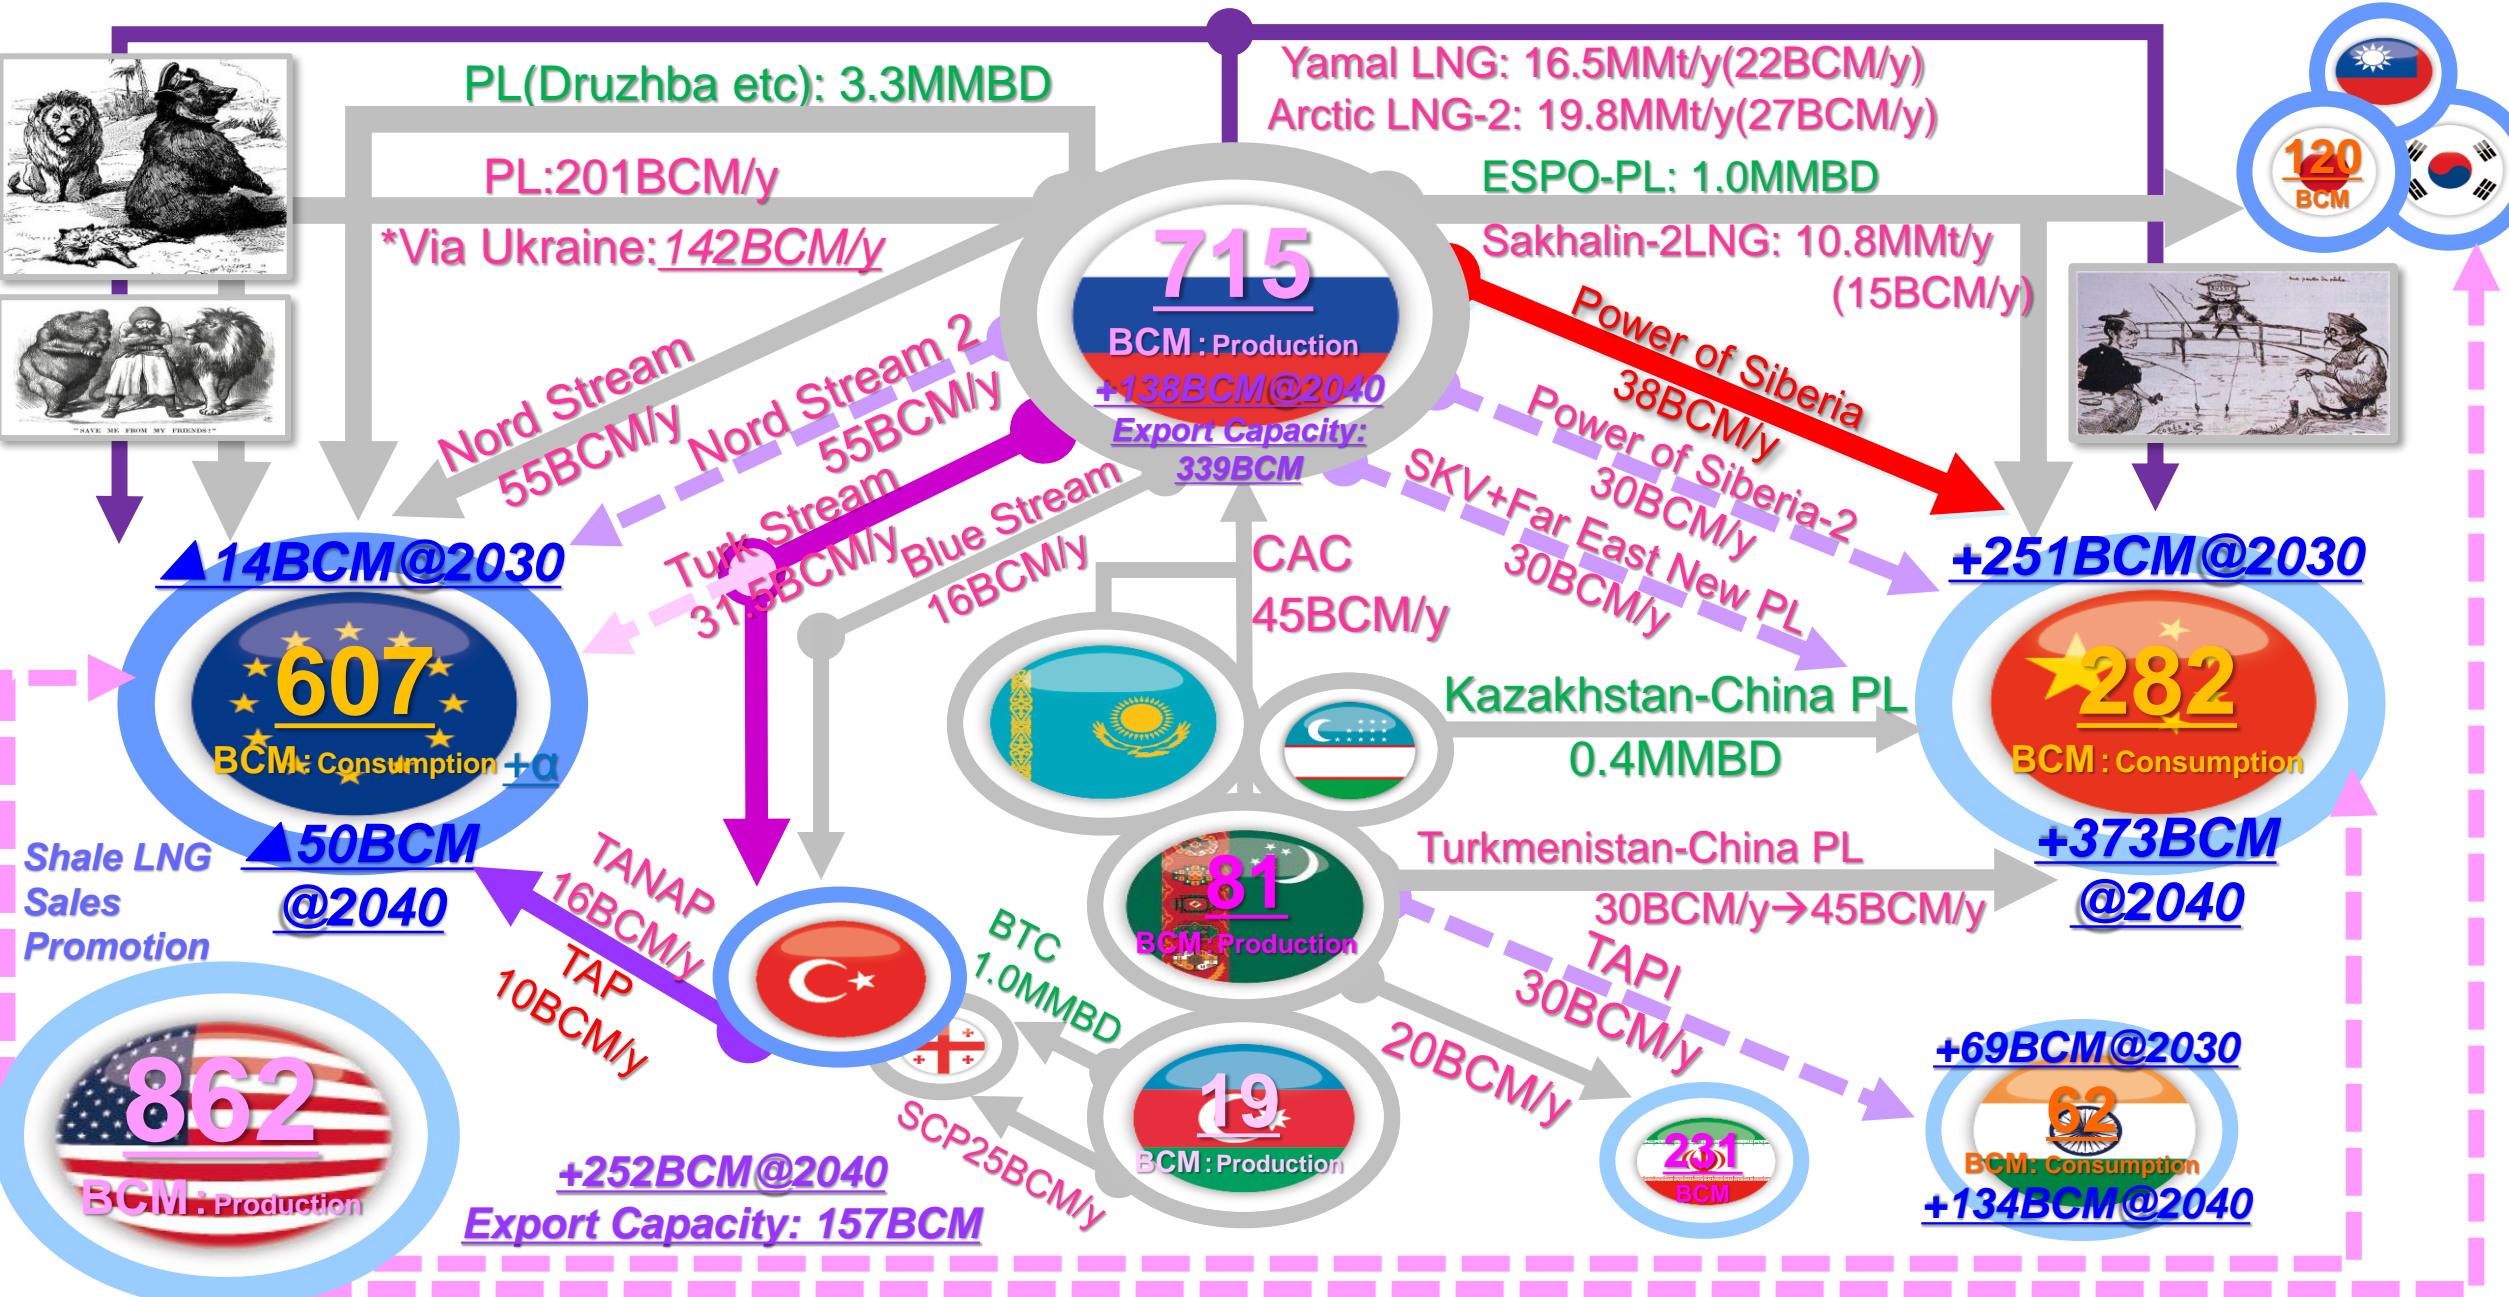 PL(Druzhba etc): 3.3MMBD
Yamal LNG: 16.5MMt/y(22BCM/y)
Arctic LNG-2: 19.8MMt/y(27BCM/y)
PL:201BCM/y
*Via Ukraine:142BCM/y
ESPO-PL: 1.0MMBD
Sakhalin-2LNG: 10.8MMt/y
(15BCM/y)
120
BCM
715
BCM : Production
+138BCM@2040
Export Capacity:
339BCM
"SAVE ME FROM MY FRIENDS!"
Nord Stream
55BCM/y
Nord Stream 2
55BCM/y
Turk Stream
31.5BCM/y
Blue Stream
16BCM/y
Power of Siberia
38BCM/y
Power of Siberia-2
30BCM/y
SKV+Far East New PL
30BCM/y
CAC
45BCM/y
▲14BCM@2030
607
BCM : Consumption +α
▲50BCM
@2040
+251BCM@2030
282
BCM : Consumption
+373BCM
@2040
Kazakhstan-China PL
0.4MMBD
Turkmenistan-China PL
30BCM/y→45BCM/y
81
BCM : Production
TAPI
30BCM/y
20BCM/y
TANAP
16BCM/y
TAP
10BCM/y
BTC
1.0MMBD
SCP25BCM/y
19
BCM : Production
231
BCM
+69BCM@2030
62
BCM : Consumption
+134BCM@2040
Shale LNG
Sales
Promotion
862
BCM : Production
+252BCM@2040
Export Capacity: 157BCM